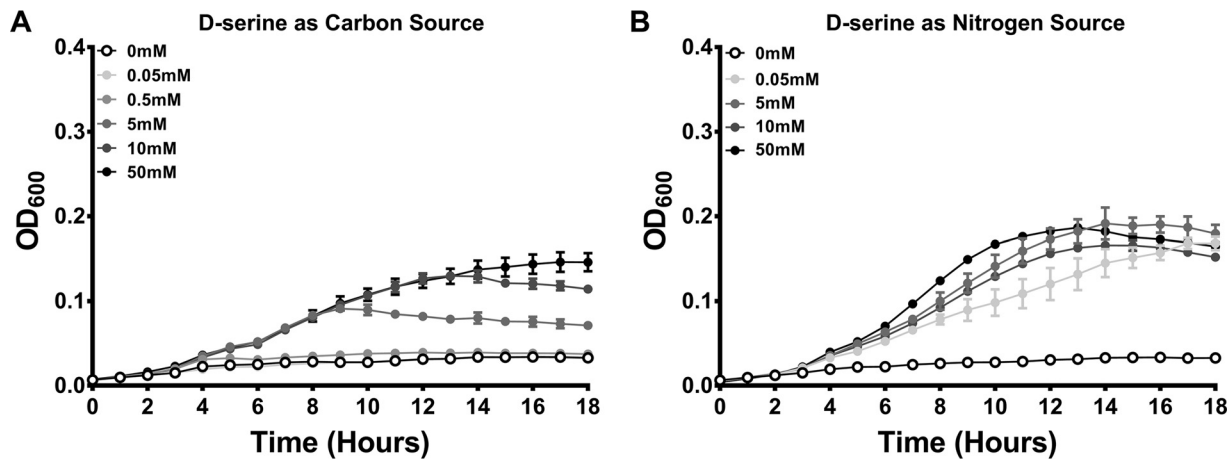 A
D-serine as Carbon Source
OD600
0.4
0.3
0.2
0.1
0.0
0mM
0.05mM
0.5mM
5mM
10mM
50mM
0 2 4 6 8 10 12 14 16 18
Time (Hours)
B
D-serine as Nitrogen Source
OD600
0.4
0.3
0.2
0.1
0.0
0mM
0.05mM
5mM
10mM
50mM
0 2 4 6 8 10 12 14 16 18
Time (Hours)